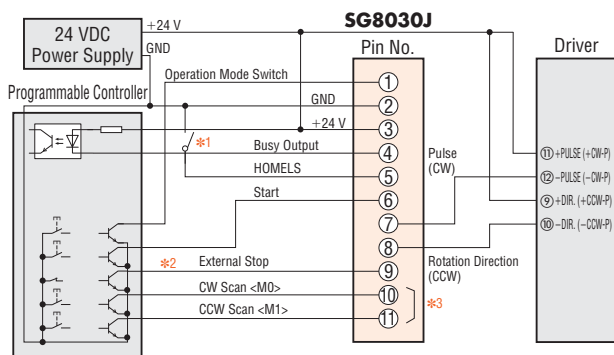 SG8030J
24 VDC
Power Supply
+24 V
GND
Pin No.
Driver
Operation Mode Switch
①
Programmable Controller
GND
②
+24 V
③
*1
Busy Output
④
Pulse
(CW)
HOMELS
⑤
Start
⑥
⑦
⑧
*2
External Stop
⑨
Rotation Direction
(CCW)
CW Scan <M0>
⑩
*3
CCW Scan <M1>
⑪
⑪ +PULSE (+CW-P)
⑫ −PULSE (−CW-P)
⑨ +DIR. (+CCW-P)
⑩ −DIR. (−CCW-P)